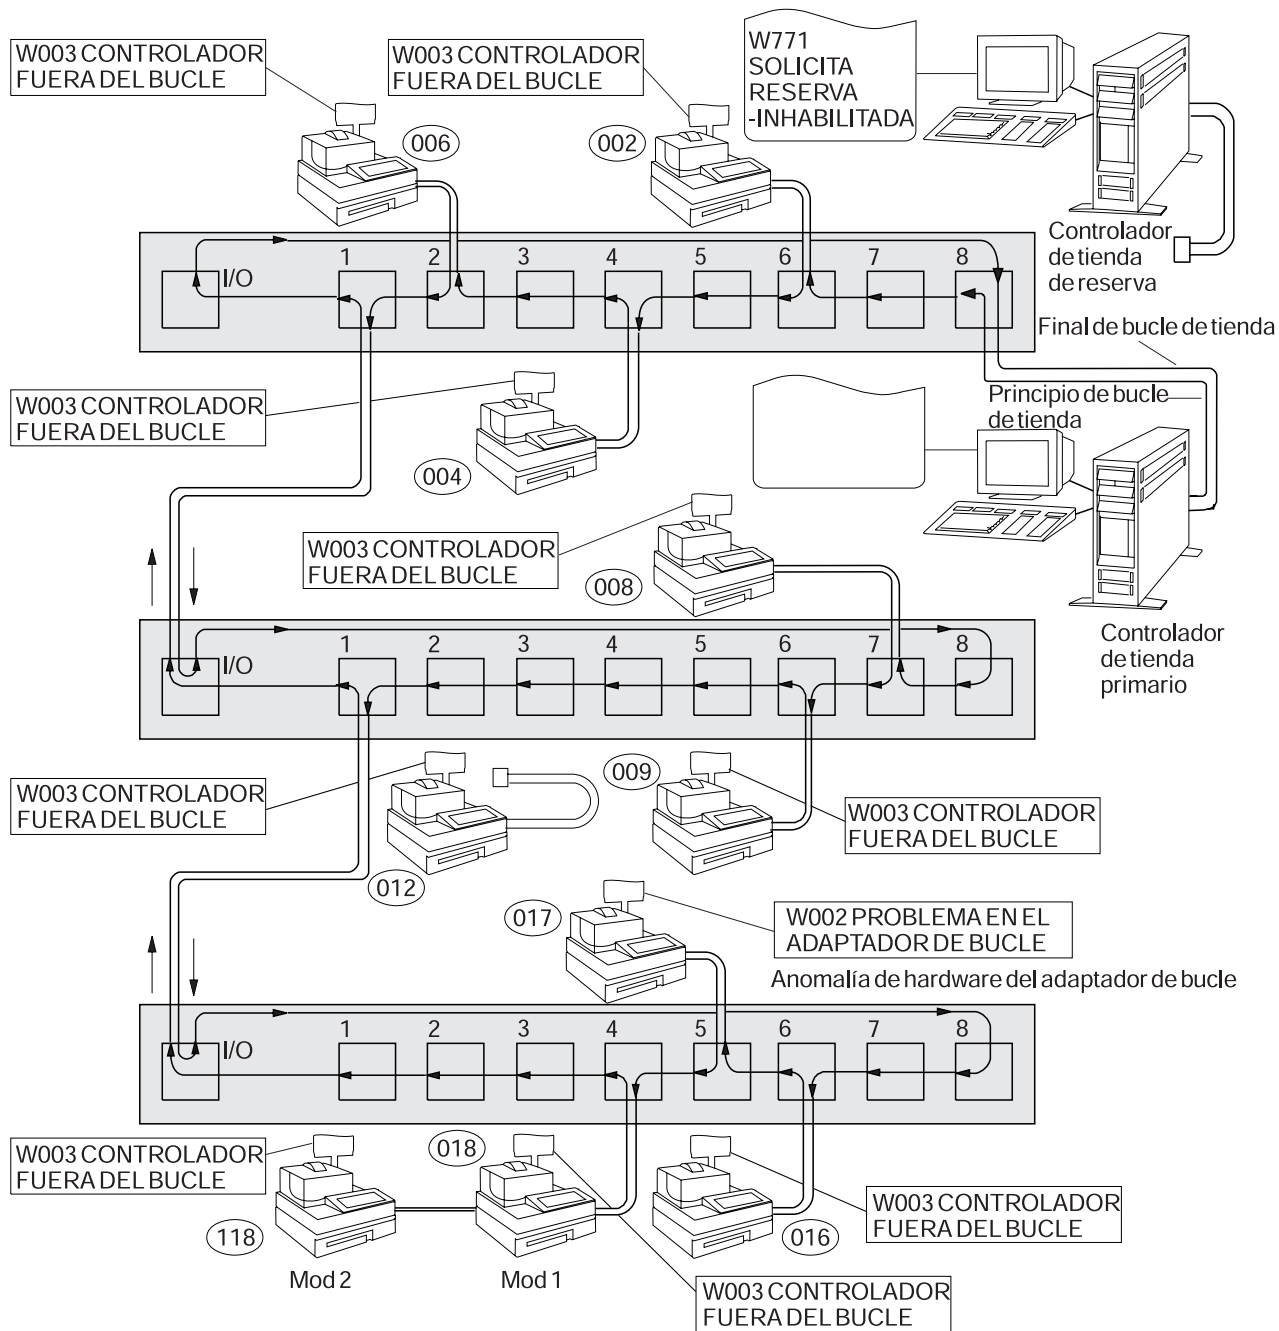 W003 CONTROLADOR
FUERA DEL BUCLE
W003 CONTROLADOR
FUERA DEL BUCLE
W771
SOLICITA
RESERVA
-INHABILITADA
006
002
Controlador
de tienda
de reserva
I/O
1
2
3
4
5
6
7
8
Final de bucle de tienda
W003 CONTROLADOR
FUERA DEL BUCLE
004
Principio de bucle
de tienda
W003 CONTROLADOR
FUERA DEL BUCLE
008
Controlador
de tienda
primario
I/O
1
2
3
4
5
6
7
8
W003 CONTROLADOR
FUERA DEL BUCLE
012
009
W003 CONTROLADOR
FUERA DEL BUCLE
017
W002 PROBLEMA EN EL
ADAPTADOR DE BUCLE
Anomalía de hardware del adaptador de bucle
I/O
1
2
3
4
5
6
7
8
W003 CONTROLADOR
FUERA DEL BUCLE
018
118
016
W003 CONTROLADOR
FUERA DEL BUCLE
Mod 2
Mod 1
W003 CONTROLADOR
FUERA DEL BUCLE